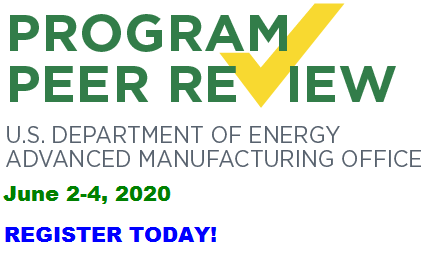 PROGRAM
PEER REVIEW
U.S. DEPARTMENT OF ENERGY
ADVANCED MANUFACTURING OFFICE
June 2-4, 2020
REGISTER TODAY!